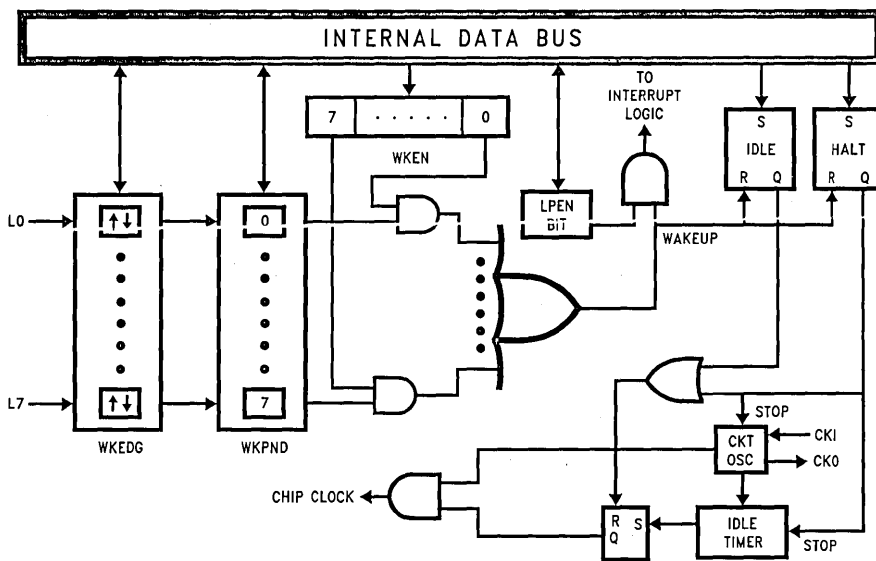 INTERNAL DATA BUS
TO
INTERRUPT
LOGIC
7 · · · · · 0
WKEN
S
IDLE
R Q
S
HALT
R Q
LPEN
BIT
WAKEUP
L0
↑↓
0
L7
↑↓
7
WKEDG
WKPND
STOP
CKT
OSC
CKI
CKO
CHIP CLOCK
R S
Q
IDLE
TIMER
STOP